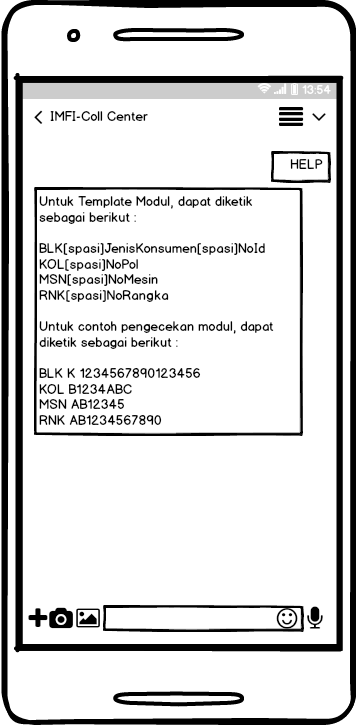 13:54
IMFI-Coll Center
HELP
Untuk Template Modul, dapat diketik
sebagai berikut :
BLK[spasi]JenisKonsumen[spasi]NoId
KOL[spasi]NoPol
MSN[spasi]NoMesin
RNK[spasi]NoRangka
Untuk contoh pengecekan modul, dapat
diketik sebagai berikut :
BLK K 1234567890123456
KOL B1234ABC
MSN AB12345
RNK AB1234567890